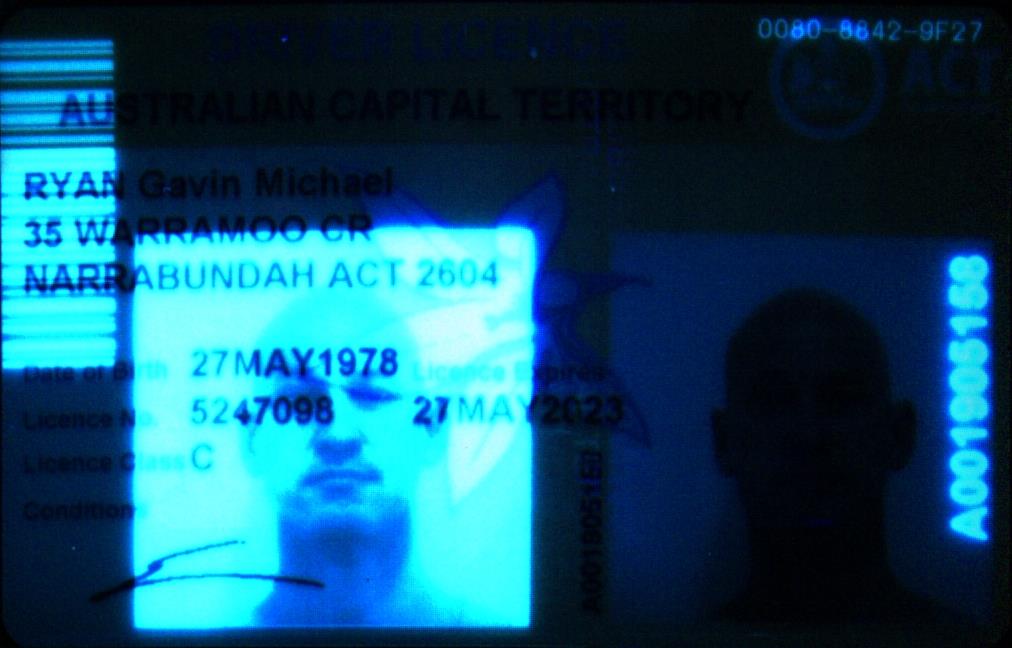 DRIVER LICENCE
0080-8842-9F27
ACT
AUSTRALIAN CAPITAL TERRITORY
RYAN Gavin Michael
35 WARRAMOO CR
NARRABUNDAH ACT 2604
Date of Birth 27MAY1978 Licence Expires
Licence No. 5247098 27MAY2023
Licence Class C
Conditions
A001905158
A001905158